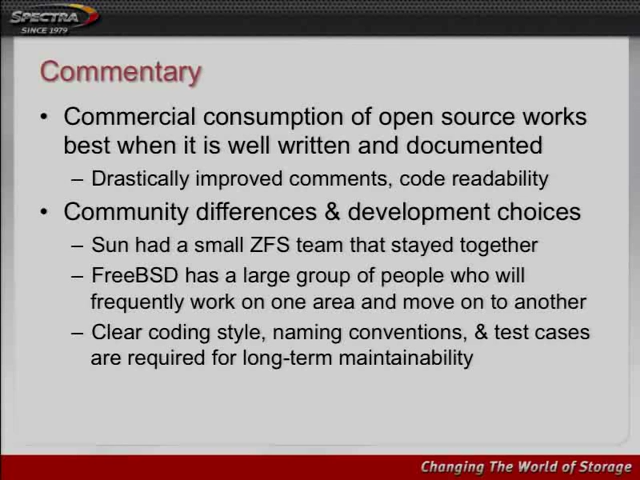 SPECTRA
SINCE 1979
Commentary
• Commercial consumption of open source works
best when it is well written and documented
– Drastically improved comments, code readability
• Community differences & development choices
– Sun had a small ZFS team that stayed together
– FreeBSD has a large group of people who will
frequently work on one area and move on to another
– Clear coding style, naming conventions, & test cases
are required for long-term maintainability
Changing The World of Storage